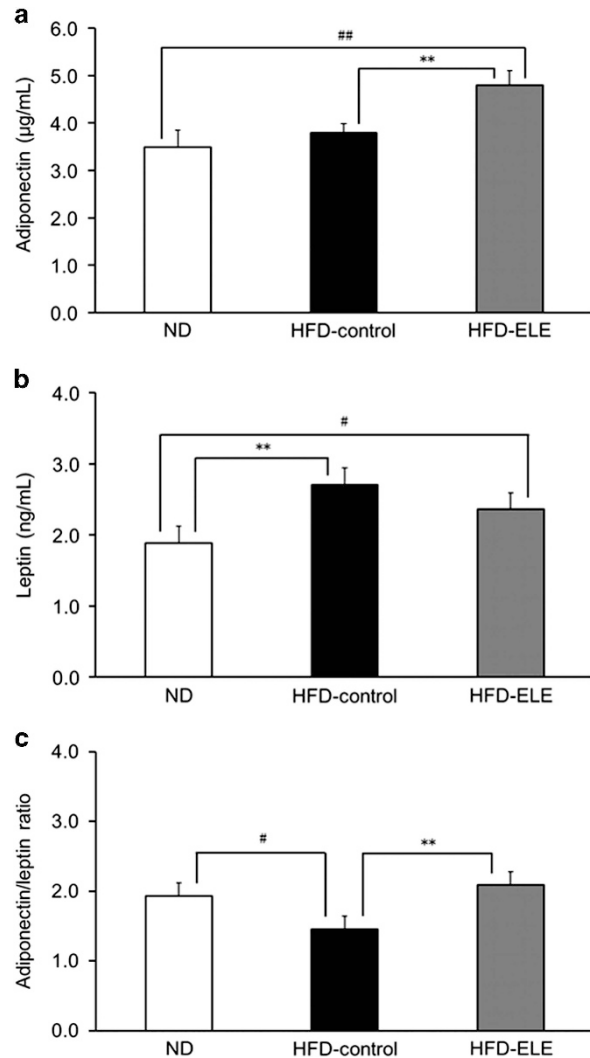 a
Adiponectin (µg/mL)
6.0
5.0
4.0
3.0
2.0
1.0
0.0
##
**
ND HFD-control HFD-ELE
b
Leptin (ng/mL)
4.0
3.0
2.0
1.0
0.0
#
**
ND HFD-control HFD-ELE
c
Adiponectin/leptin ratio
4.0
3.0
2.0
1.0
0.0
# **
ND HFD-control HFD-ELE